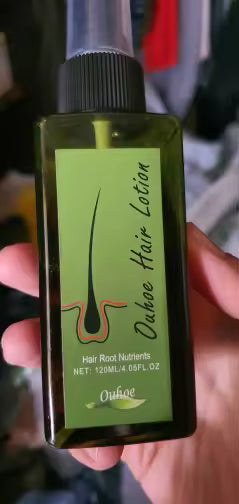 Ouhoe Hair Lotion
Hair Root Nutrients
NET: 120ML/4.05FL.OZ
Ouhoe